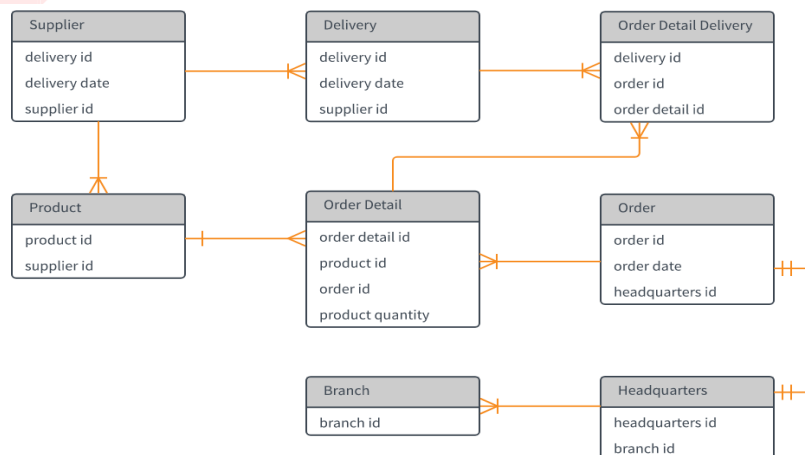 Supplier
delivery id
delivery date
supplier id
Delivery
delivery id
delivery date
supplier id
Order Detail Delivery
delivery id
order id
order detail id
Product
product id
supplier id
Order Detail
order detail id
product id
order id
product quantity
Order
order id
order date
headquarters id
Branch
branch id
Headquarters
headquarters id
branch id